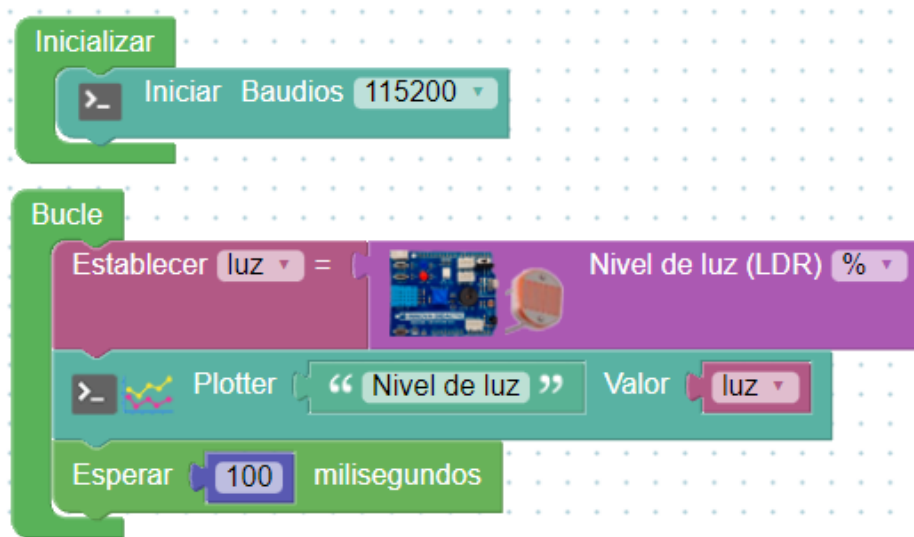 Inicializar
Iniciar Baudios 115200
Bucle
Establecer luz = Nivel de luz (LDR) %
Plotter “ Nivel de luz ” Valor luz
Esperar 100 milisegundos